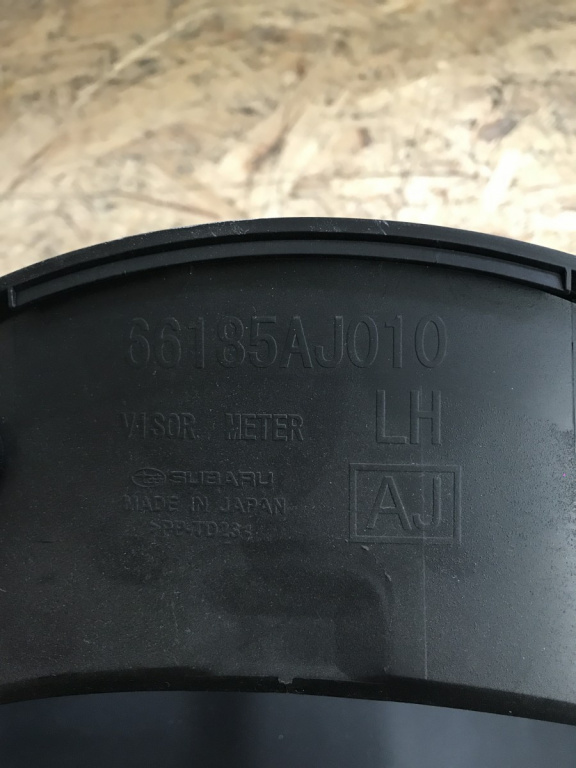 66185AJ010
VISOR. METER LH
SUBARU
MADE IN JAPAN
AJ